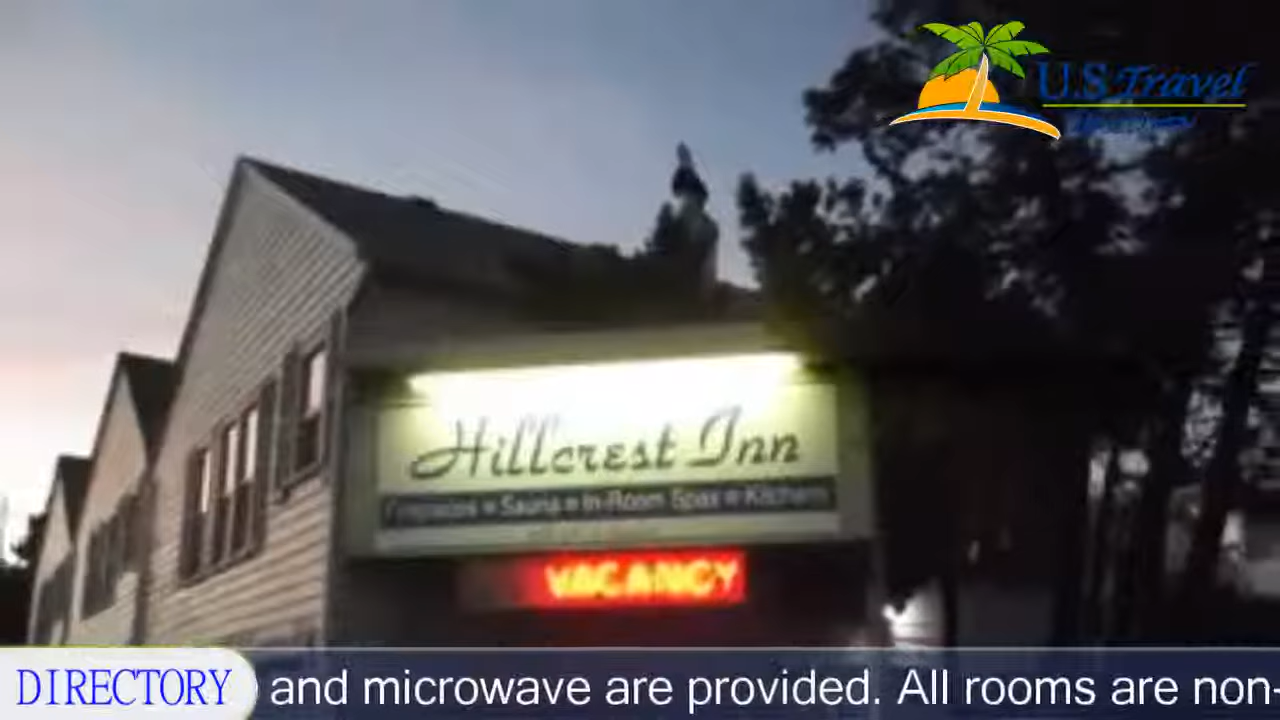 U.S Travel
Hillcrest Inn
Fireplaces • Sauna • In-Room Spas • Kitchens
VACANCY
DIRECTORY
and microwave are provided. All rooms are non-